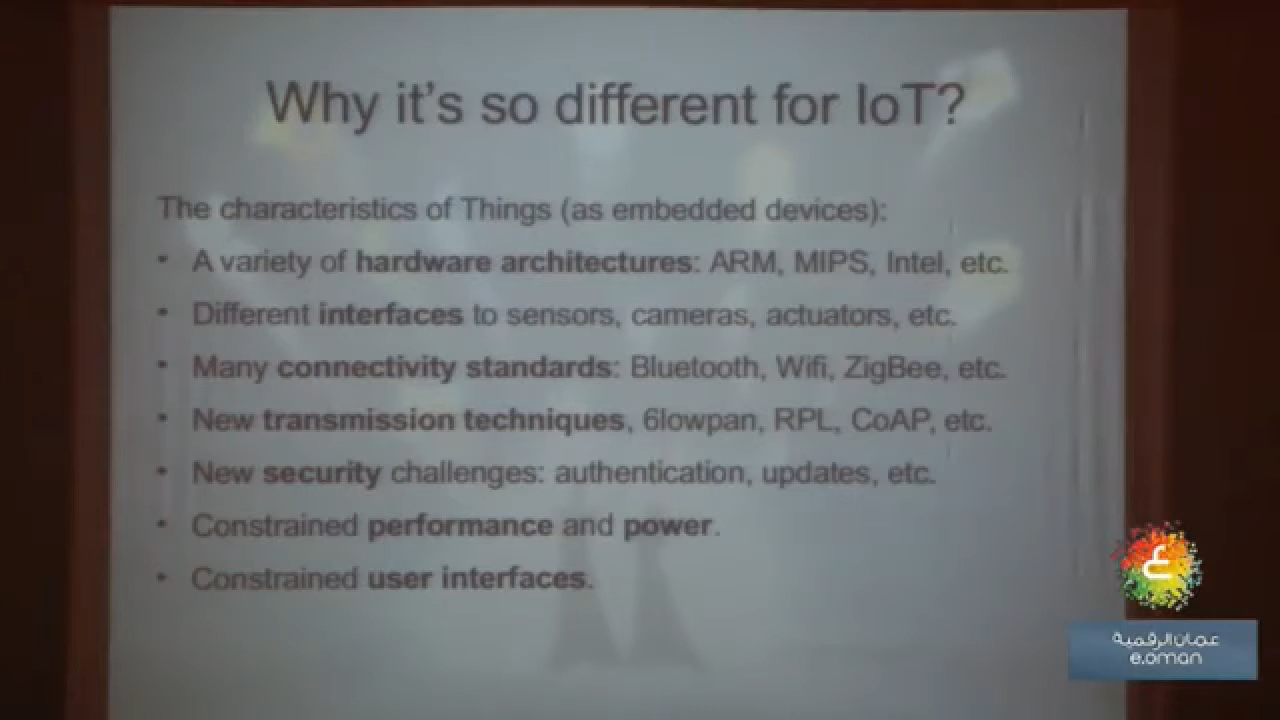 Why it's so different for IoT?
The characteristics of Things (as embedded devices):
• A variety of hardware architectures: ARM, MIPS, Intel, etc.
• Different interfaces to sensors, cameras, actuators, etc.
• Many connectivity standards: Bluetooth, Wifi, ZigBee, etc.
• New transmission techniques, 6lowpan, RPL, CoAP, etc.
• New security challenges: authentication, updates, etc.
• Constrained performance and power.
• Constrained user interfaces.
ع
عمان الرقمية
e.oman